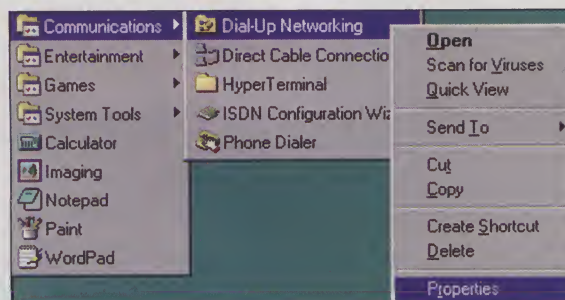 Communications
Entertainment
Games
System Tools
Calculator
Imaging
Notepad
Paint
WordPad
Dial-Up Networking
Direct Cable Connectio
HyperTerminal
ISDN Configuration Wiz
Phone Dialer
Open
Scan for Viruses
Quick View
Send To
Cut
Copy
Create Shortcut
Delete
Properties